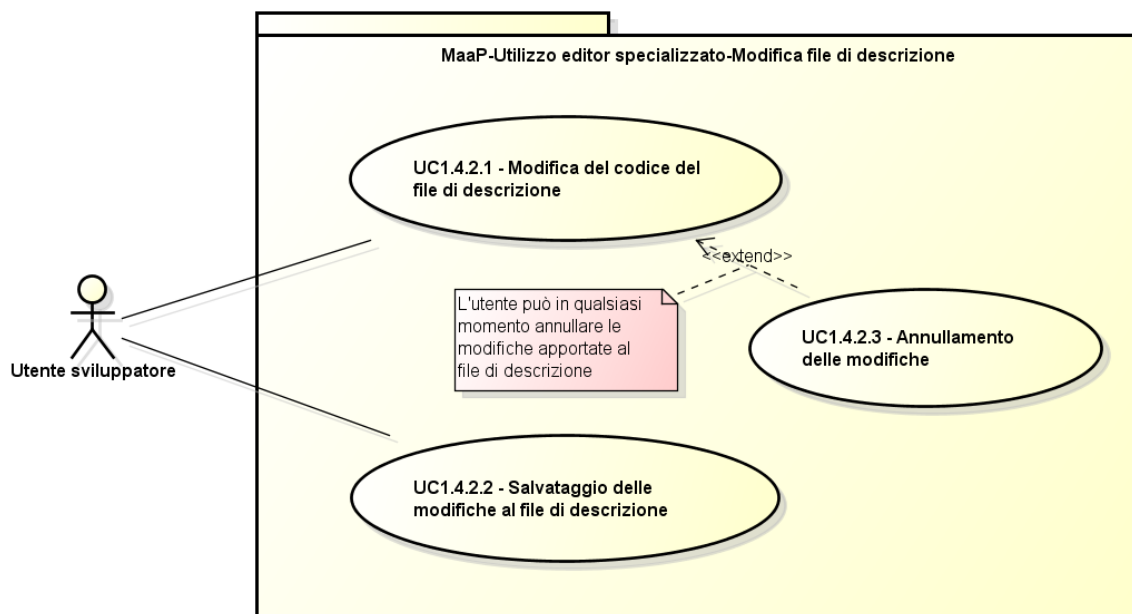 MaaP-Utilizzo editor specializzato-Modifica file di descrizione
UC1.4.2.1 - Modifica del codice del
file di descrizione
<<extend>>
L'utente può in qualsiasi
momento annullare le
modifiche apportate al
file di descrizione
UC1.4.2.3 - Annullamento
delle modifiche
Utente sviluppatore
UC1.4.2.2 - Salvataggio delle
modifiche al file di descrizione